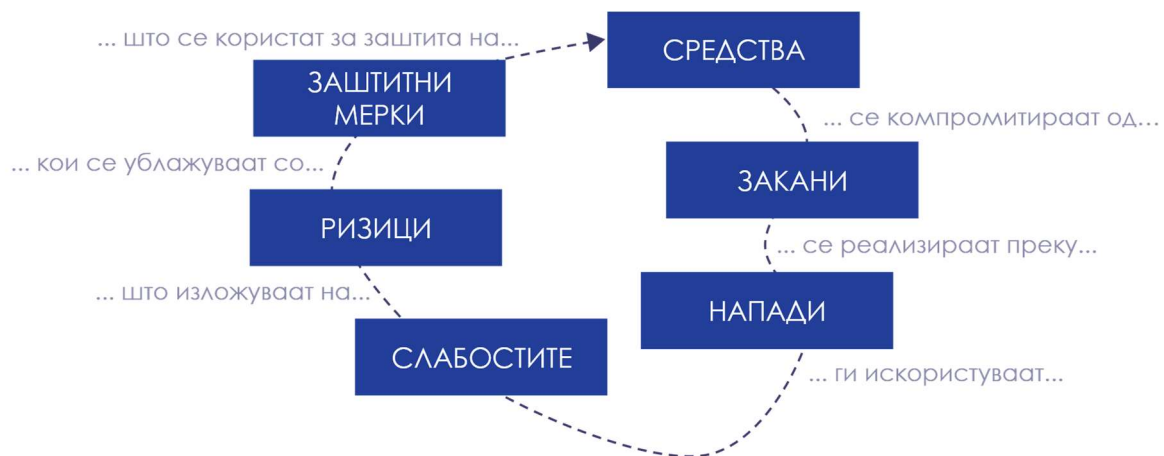 ... што се користат за заштита на...
СРЕДСТВА
ЗАШТИТНИ
МЕРКИ
... се компромитираат од...
... кои се ублажуваат со...
ЗАКАНИ
РИЗИЦИ
... се реализираат преку...
... што изложуваат на...
НАПАДИ
СЛАБОСТИТЕ
... ги искористуваат...